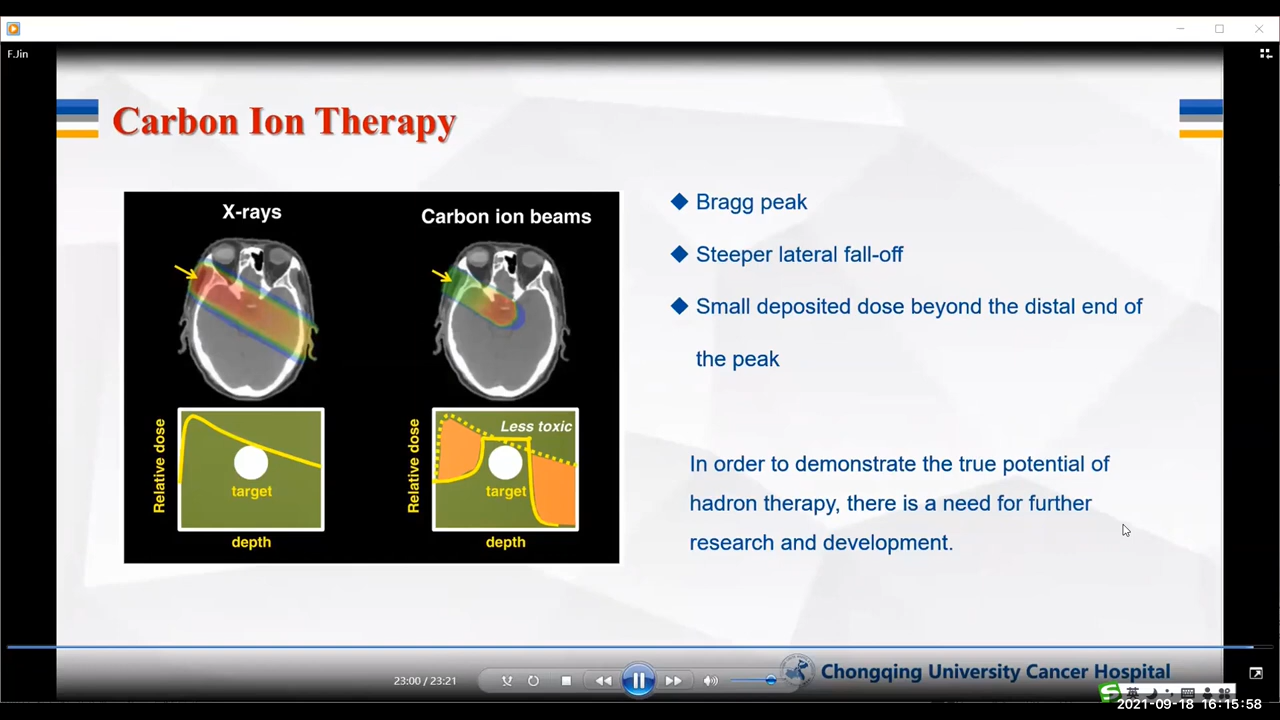 F.Jin
Carbon Ion Therapy
X-rays
Carbon ion beams
Relative dose
target
depth
Relative dose
Less toxic
target
depth
Bragg peak
Steeper lateral fall-off
Small deposited dose beyond the distal end of
the peak
In order to demonstrate the true potential of
hadron therapy, there is a need for further
research and development.
23:00 / 23:21
Chongqing University Cancer Hospital
英
2021-09-18 16:15:58